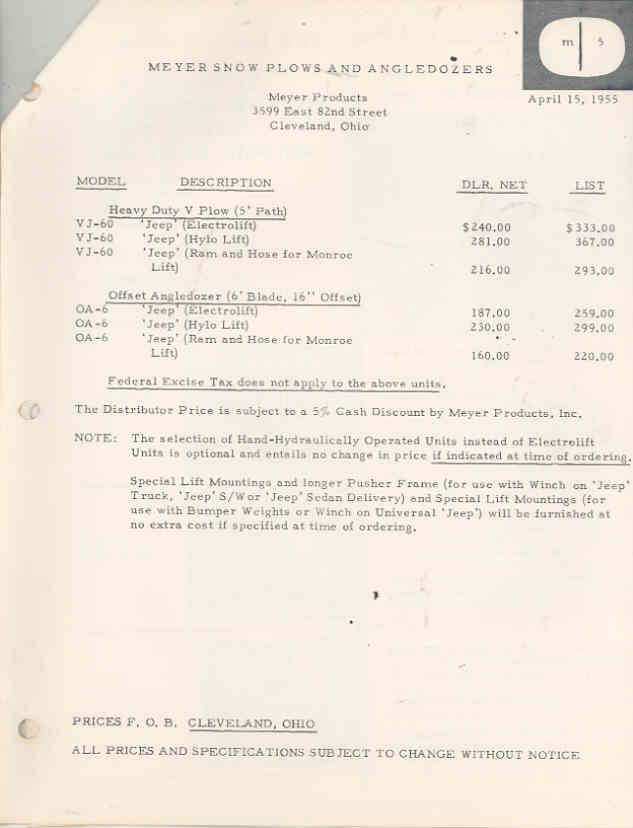 m 5
MEYER SNOW PLOWS AND ANGLEDOZERS
Meyer Products
3599 East 82nd Street
Cleveland, Ohio
April 15, 1955
MODEL DESCRIPTION DLR. NET LIST
Heavy Duty V Plow (5' Path)
VJ-60 'Jeep' (Electrolift) $240.00 $333.00
VJ-60 'Jeep' (Hylo Lift) 281.00 367.00
VJ-60 'Jeep' (Ram and Hose for Monroe
Lift) 216.00 293.00
Offset Angledozer (6' Blade, 16" Offset)
OA-6 'Jeep' (Electrolift) 187.00 259.00
OA-6 'Jeep' (Hylo Lift) 230.00 299.00
OA-6 'Jeep' (Ram and Hose for Monroe
Lift) 160.00 220.00
Federal Excise Tax does not apply to the above units.
The Distributor Price is subject to a 5% Cash Discount by Meyer Products, Inc.
NOTE: The selection of Hand-Hydraulically Operated Units instead of Electrolift
Units is optional and entails no change in price if indicated at time of ordering.
Special Lift Mountings and longer Pusher Frame (for use with Winch on 'Jeep'
Truck, 'Jeep' S/W or 'Jeep' Sedan Delivery) and Special Lift Mountings (for
use with Bumper Weights or Winch on Universal 'Jeep') will be furnished at
no extra cost if specified at time of ordering.
PRICES F. O. B. CLEVELAND, OHIO
ALL PRICES AND SPECIFICATIONS SUBJECT TO CHANGE WITHOUT NOTICE